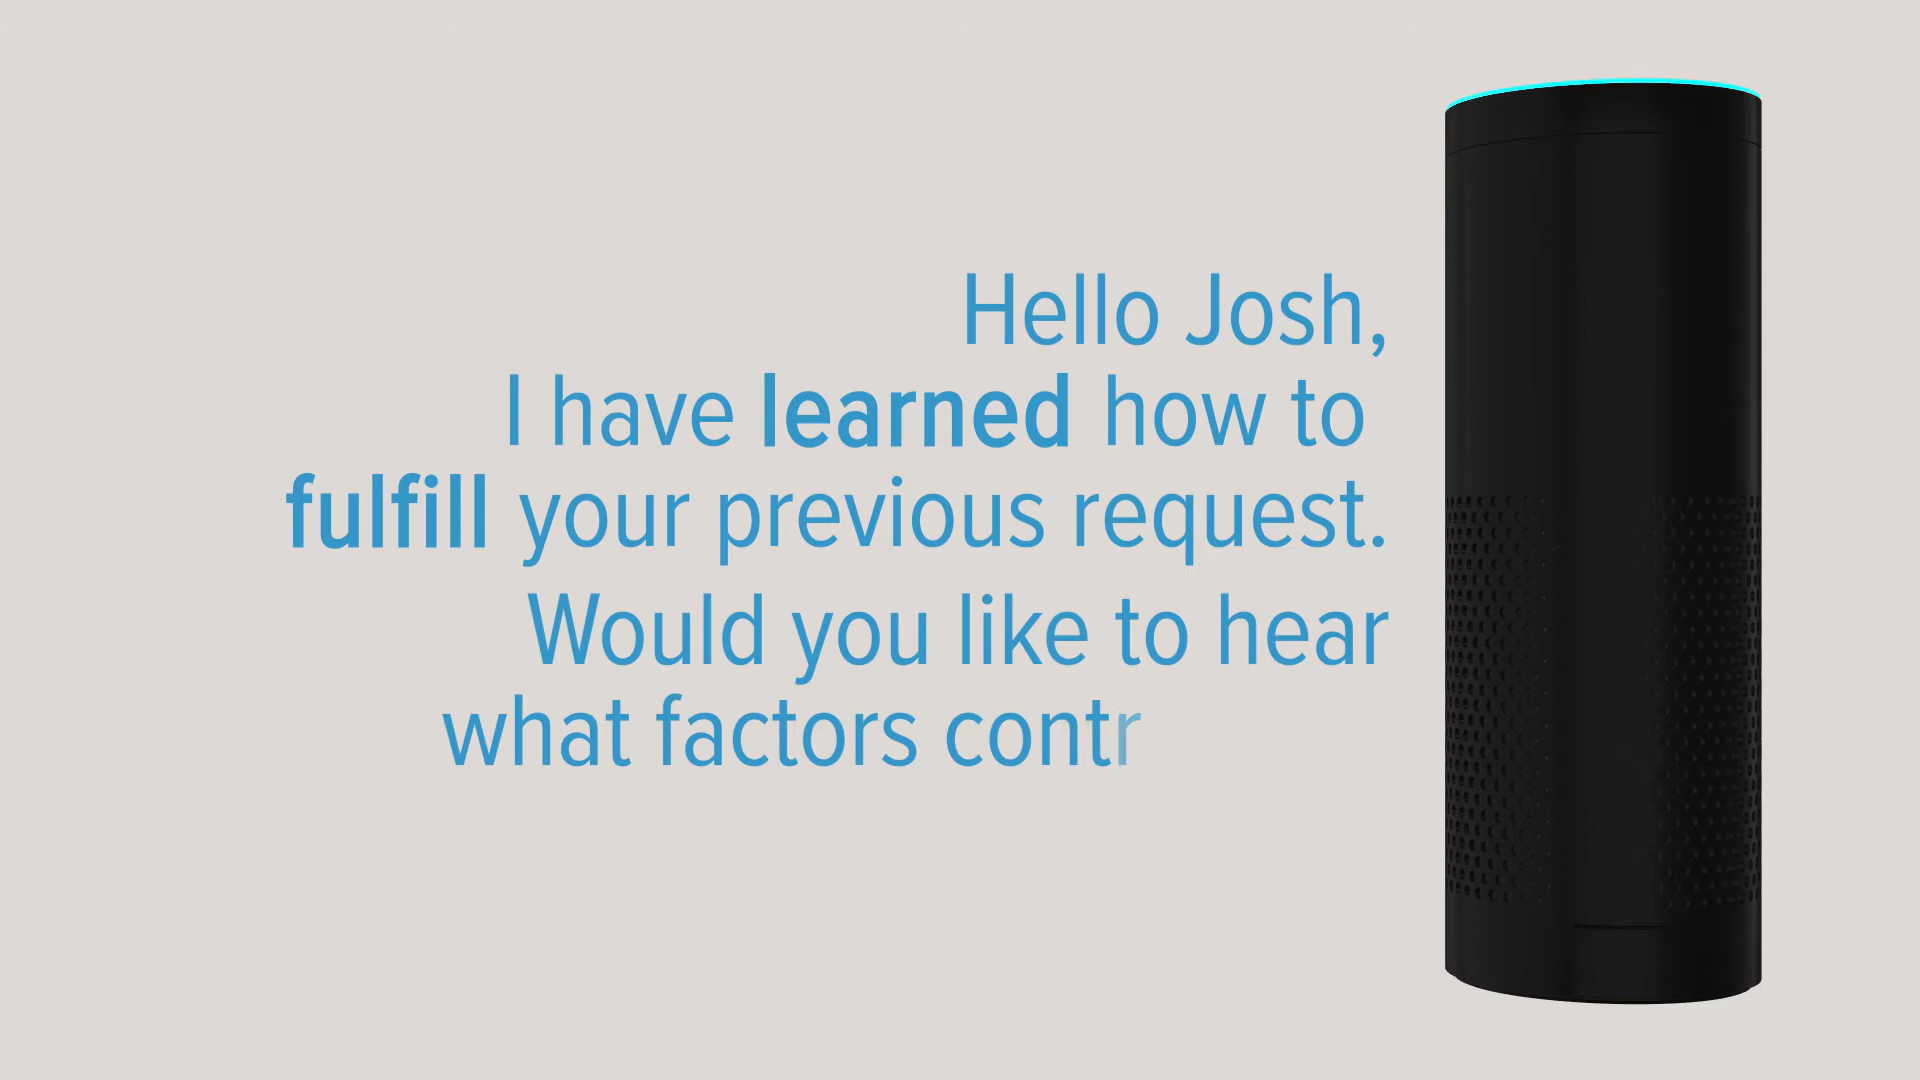 Hello Josh,
I have learned how to
fulfill your previous request.
Would you like to hear
what factors contr